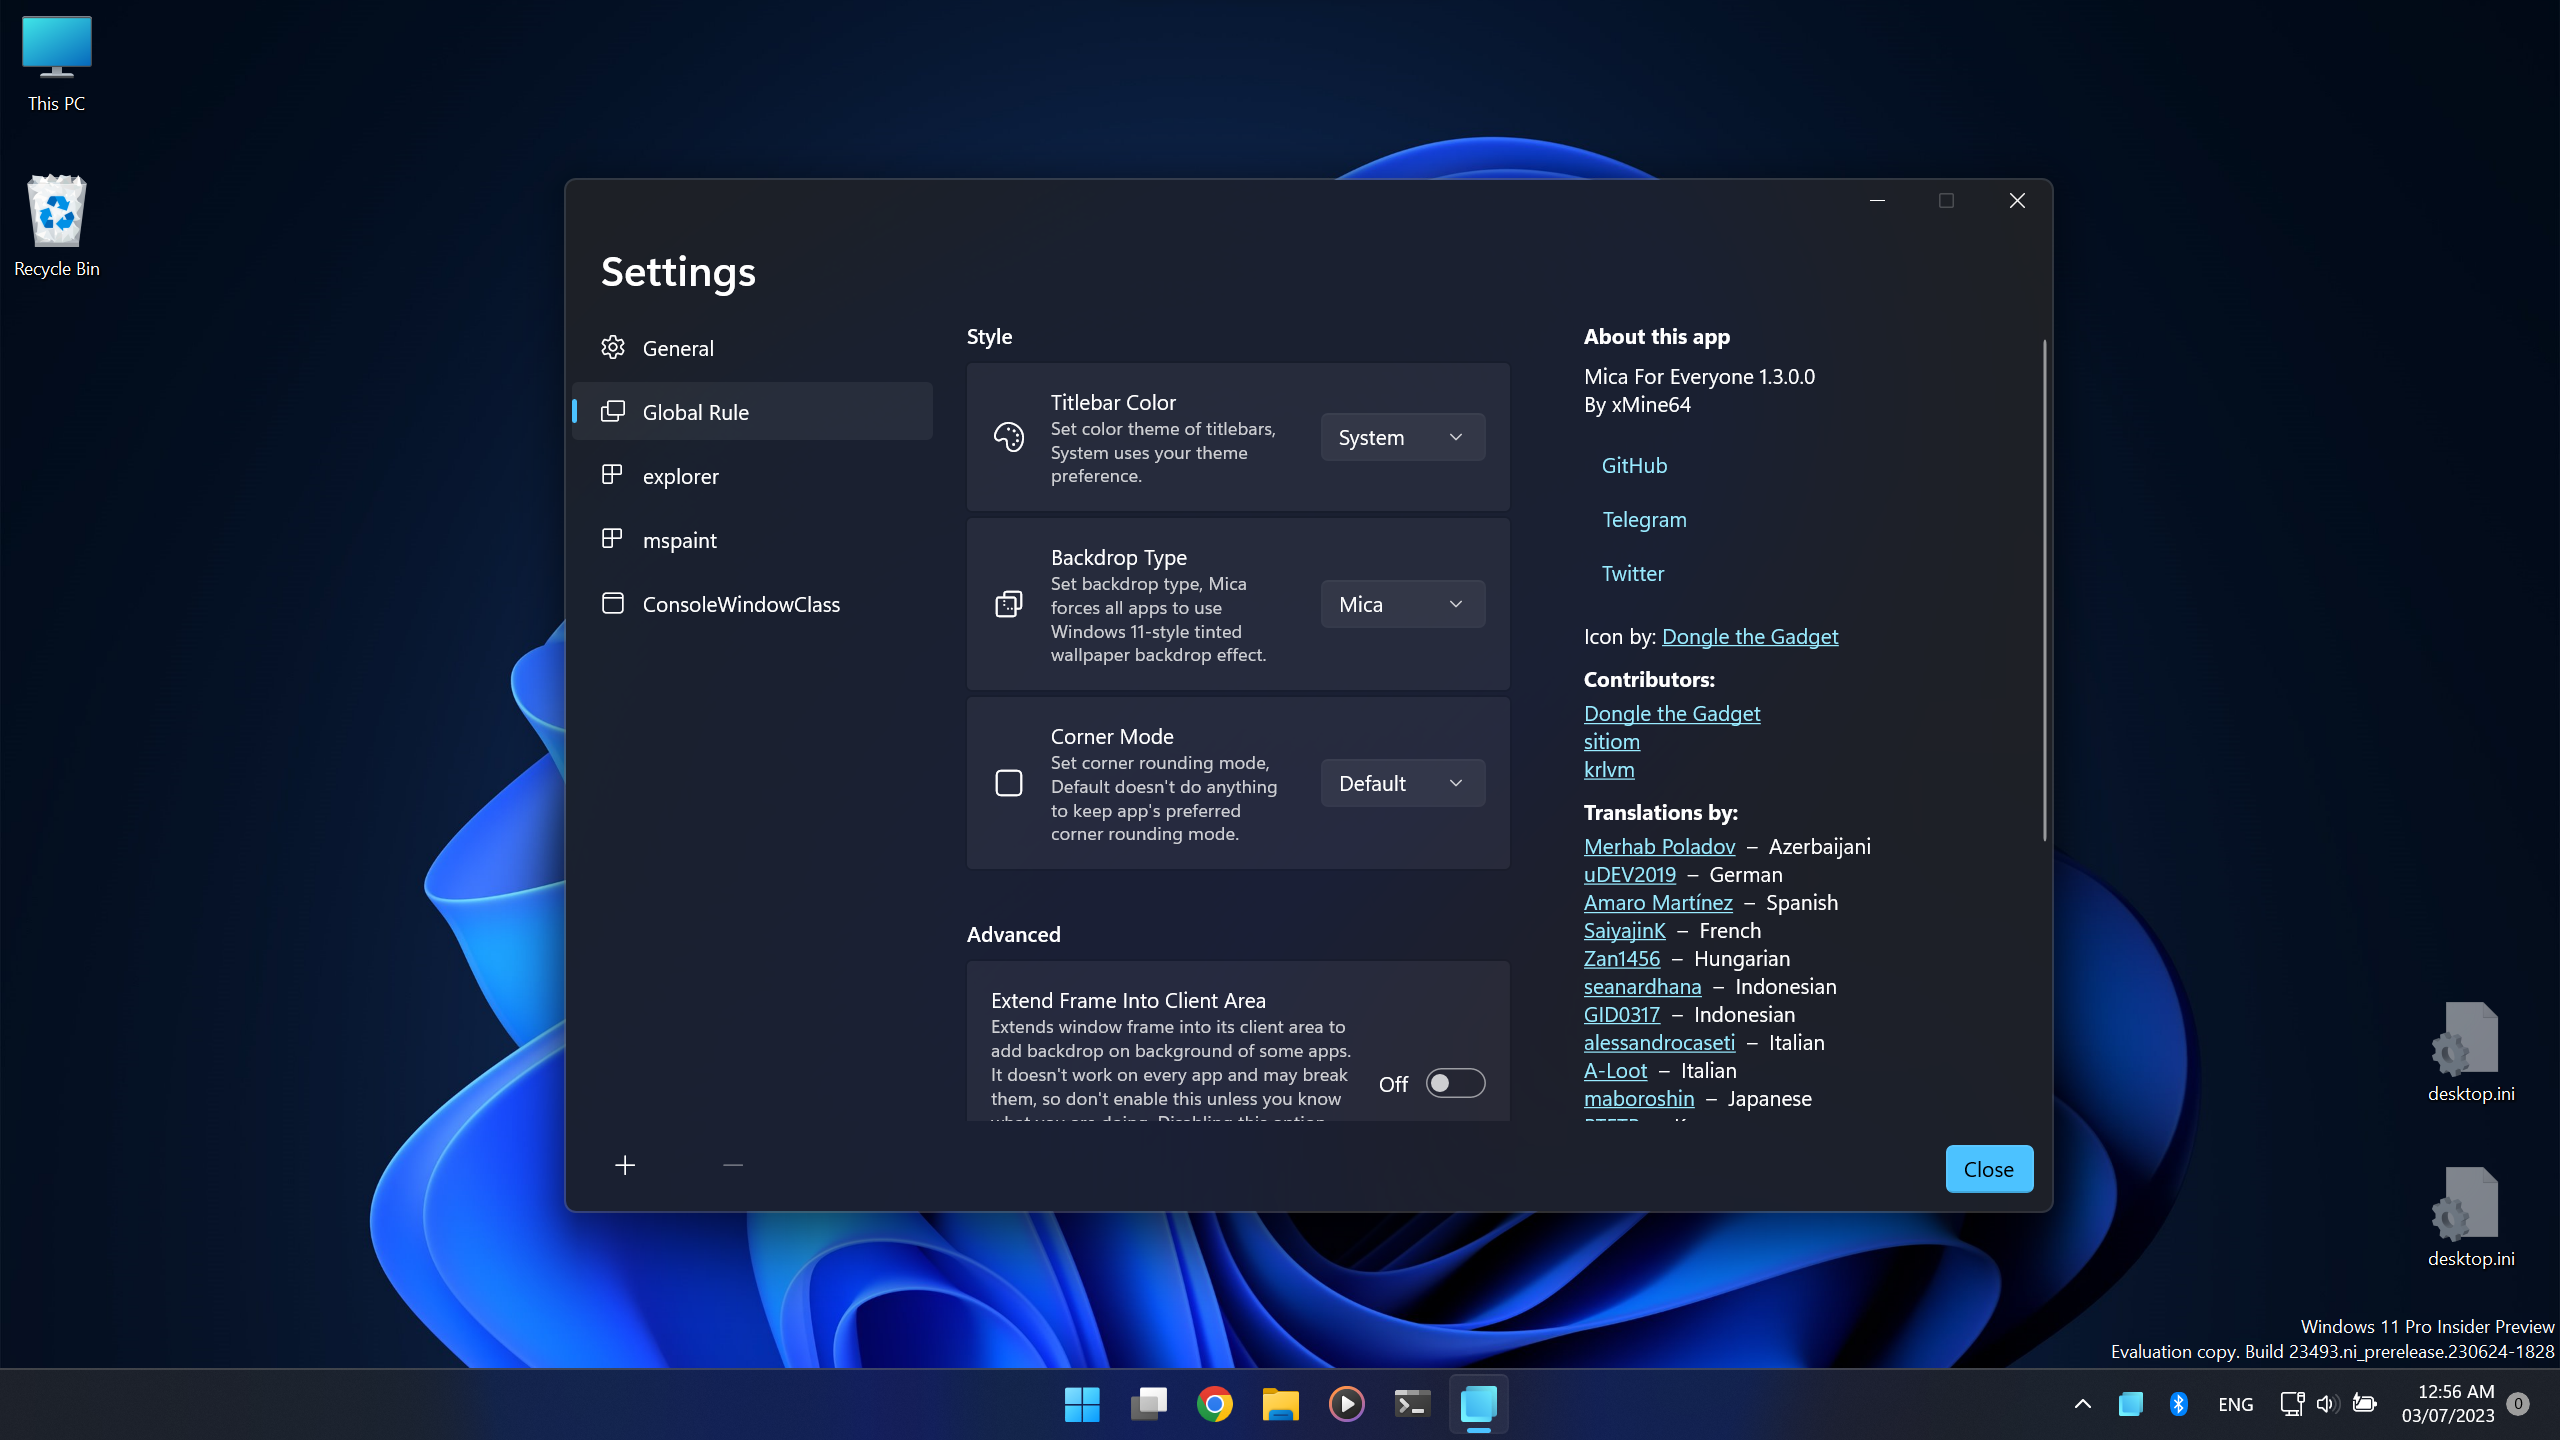 This PC
Recycle Bin
Settings
General
Global Rule
explorer
mspaint
ConsoleWindowClass
Style
Titlebar Color
Set color theme of titlebars,
System uses your theme
preference.
System
Backdrop Type
Set backdrop type, Mica
forces all apps to use
Windows 11-style tinted
wallpaper backdrop effect.
Mica
Corner Mode
Set corner rounding mode,
Default doesn't do anything
to keep app's preferred
corner rounding mode.
Default
Advanced
Extend Frame Into Client Area
Extends window frame into its client area to
add backdrop on background of some apps.
It doesn't work on every app and may break
them, so don't enable this unless you know
what you are doing. Disabling this option
Off
About this app
Mica For Everyone 1.3.0.0
By xMine64
GitHub
Telegram
Twitter
Icon by: Dongle the Gadget
Contributors:
Dongle the Gadget
sitiom
krlvm
Translations by:
Merhab Poladov – Azerbaijani
uDEV2019 – German
Amaro Martínez – Spanish
SaiyajinK – French
Zan1456 – Hungarian
seanardhana – Indonesian
GID0317 – Indonesian
alessandrocaseti – Italian
A-Loot – Italian
maboroshin – Japanese
Close
desktop.ini
desktop.ini
Windows 11 Pro Insider Preview
Evaluation copy. Build 23493.ni_prerelease.230624-1828
ENG
12:56 AM
03/07/2023
0